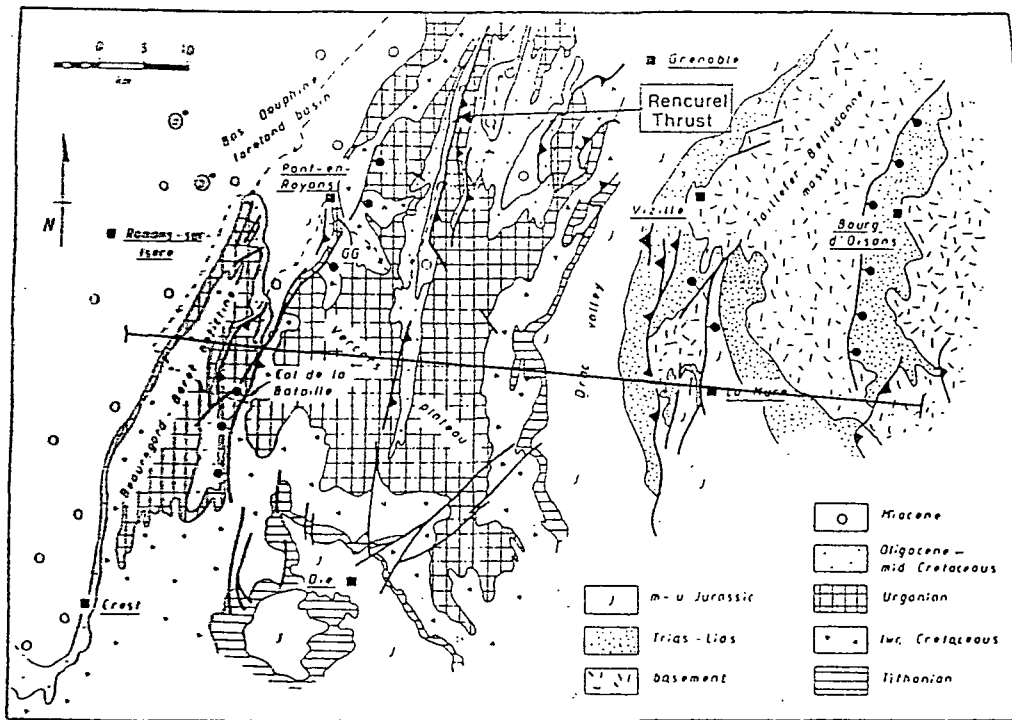 0 5 10
km
N
Bas Dauphine
foreland basin
Grenoble
Rencurel
Thrust
Pont-en-
Royans
Romans-sur-
Isere
GG
Vizille
Taillefer Belledonne
massif
Bourg
d'Oisans
Vercors
plateau
Drac valley
Col de la
Bataille
La Mure
Beauregard Baret
Die
Crest
J
J
J
J
J
J
J
Miocene
Oligocene –
mid Cretaceous
J m-u Jurassic
Urgonian
Trias-Lias
lwr. Cretaceous
basement
Tithonian